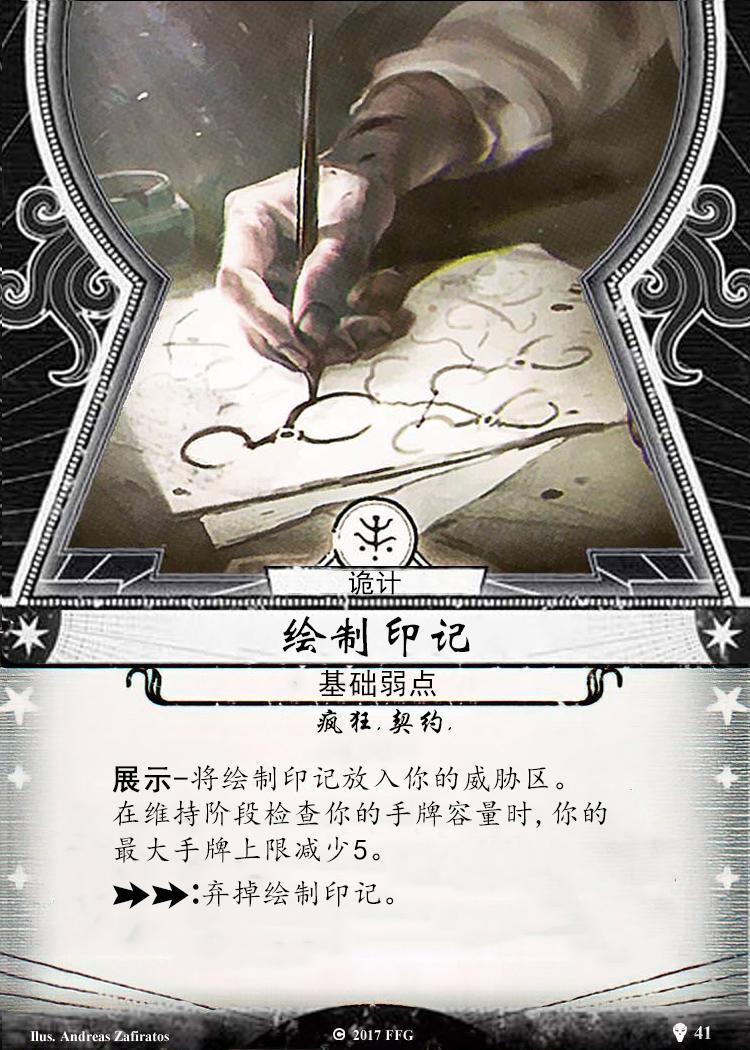 诡计
绘制印记
基础弱点
疯狂.契约.
展示-将绘制印记放入你的威胁区。
在维持阶段检查你的手牌容量时,你的
最大手牌上限减少5。
:弃掉绘制印记。
Ilus. Andreas Zafiratos
© 2017 FFG
41